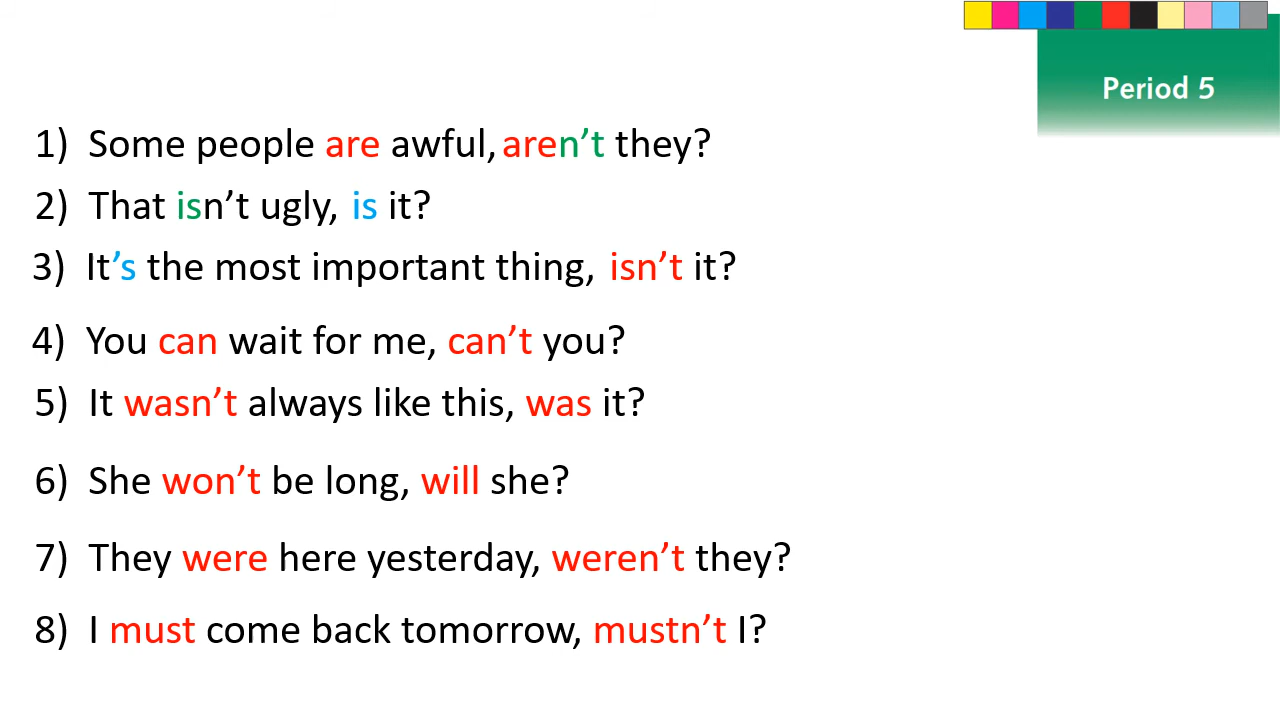 Period 5
1) Some people are awful, aren’t they?
2) That isn’t ugly, is it?
3) It’s the most important thing, isn’t it?
4) You can wait for me, can’t you?
5) It wasn’t always like this, was it?
6) She won’t be long, will she?
7) They were here yesterday, weren’t they?
8) I must come back tomorrow, mustn’t I?